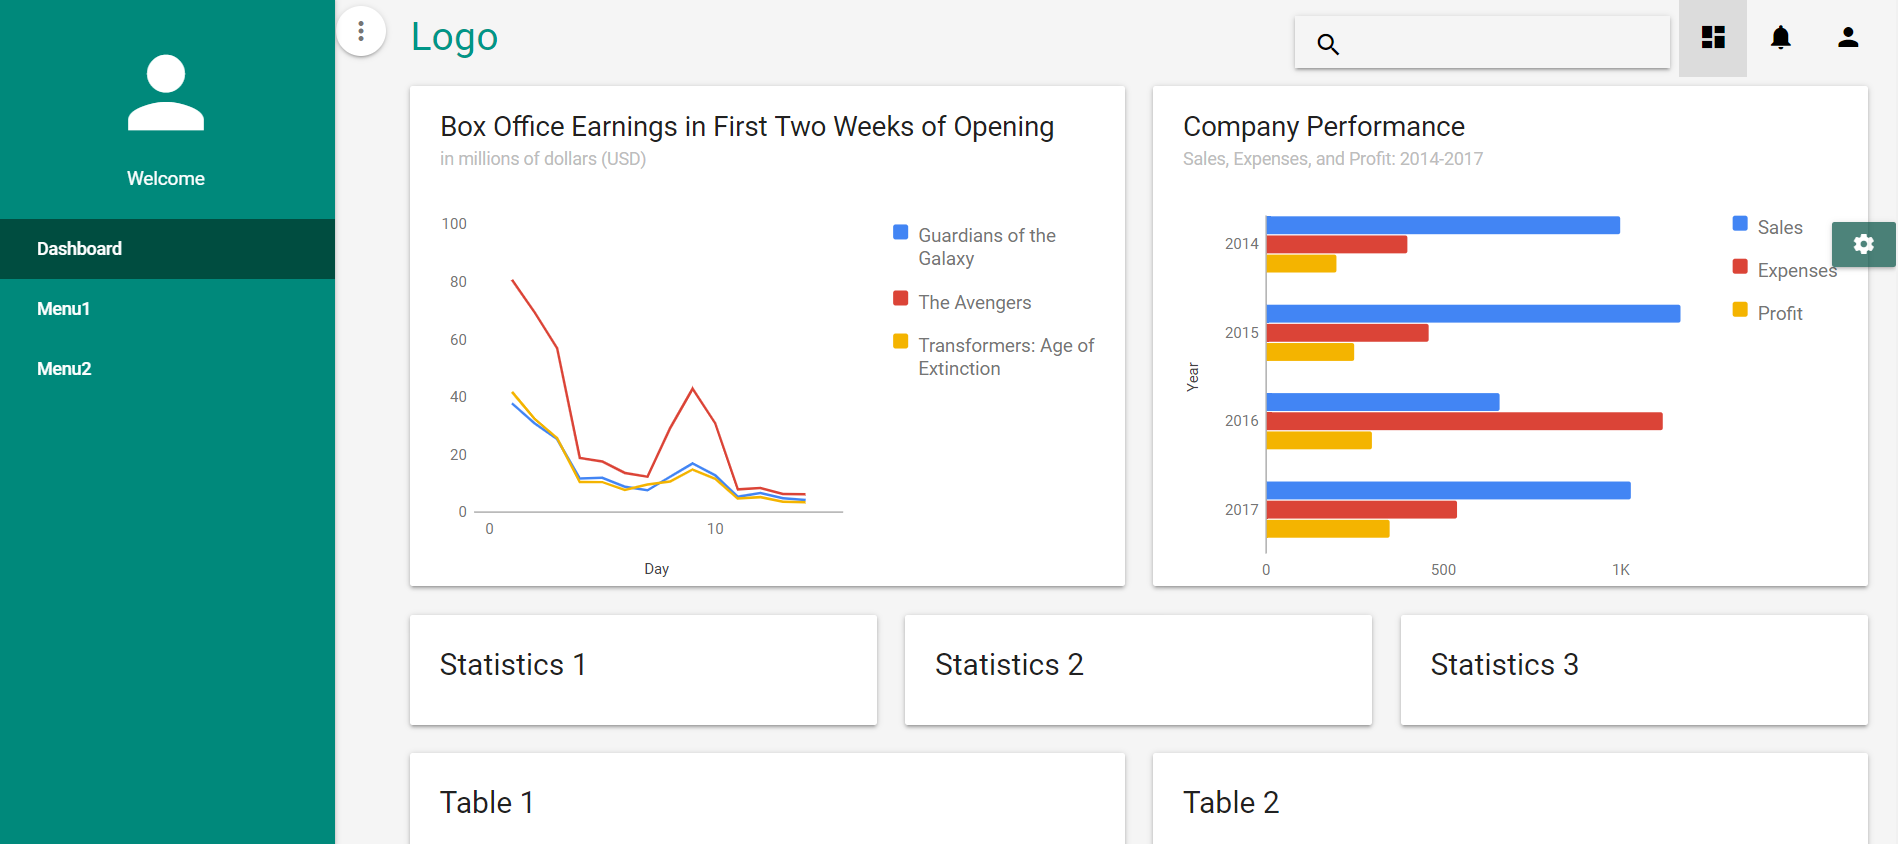 Welcome
Dashboard
Menu1
Menu2
Logo
Box Office Earnings in First Two Weeks of Opening
in millions of dollars (USD)
100
80
60
40
20
0
0 10
Day
Guardians of the
Galaxy
The Avengers
Transformers: Age of
Extinction
Company Performance
Sales, Expenses, and Profit: 2014-2017
Year
2014
2015
2016
2017
0 500 1K
Sales
Expenses
Profit
Statistics 1
Statistics 2
Statistics 3
Table 1
Table 2